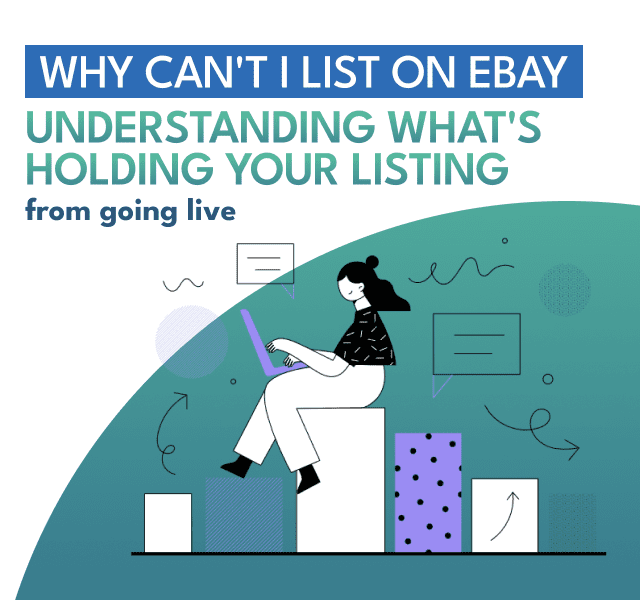 WHY CAN'T I LIST ON EBAY
UNDERSTANDING WHAT'S
HOLDING YOUR LISTING
from going live